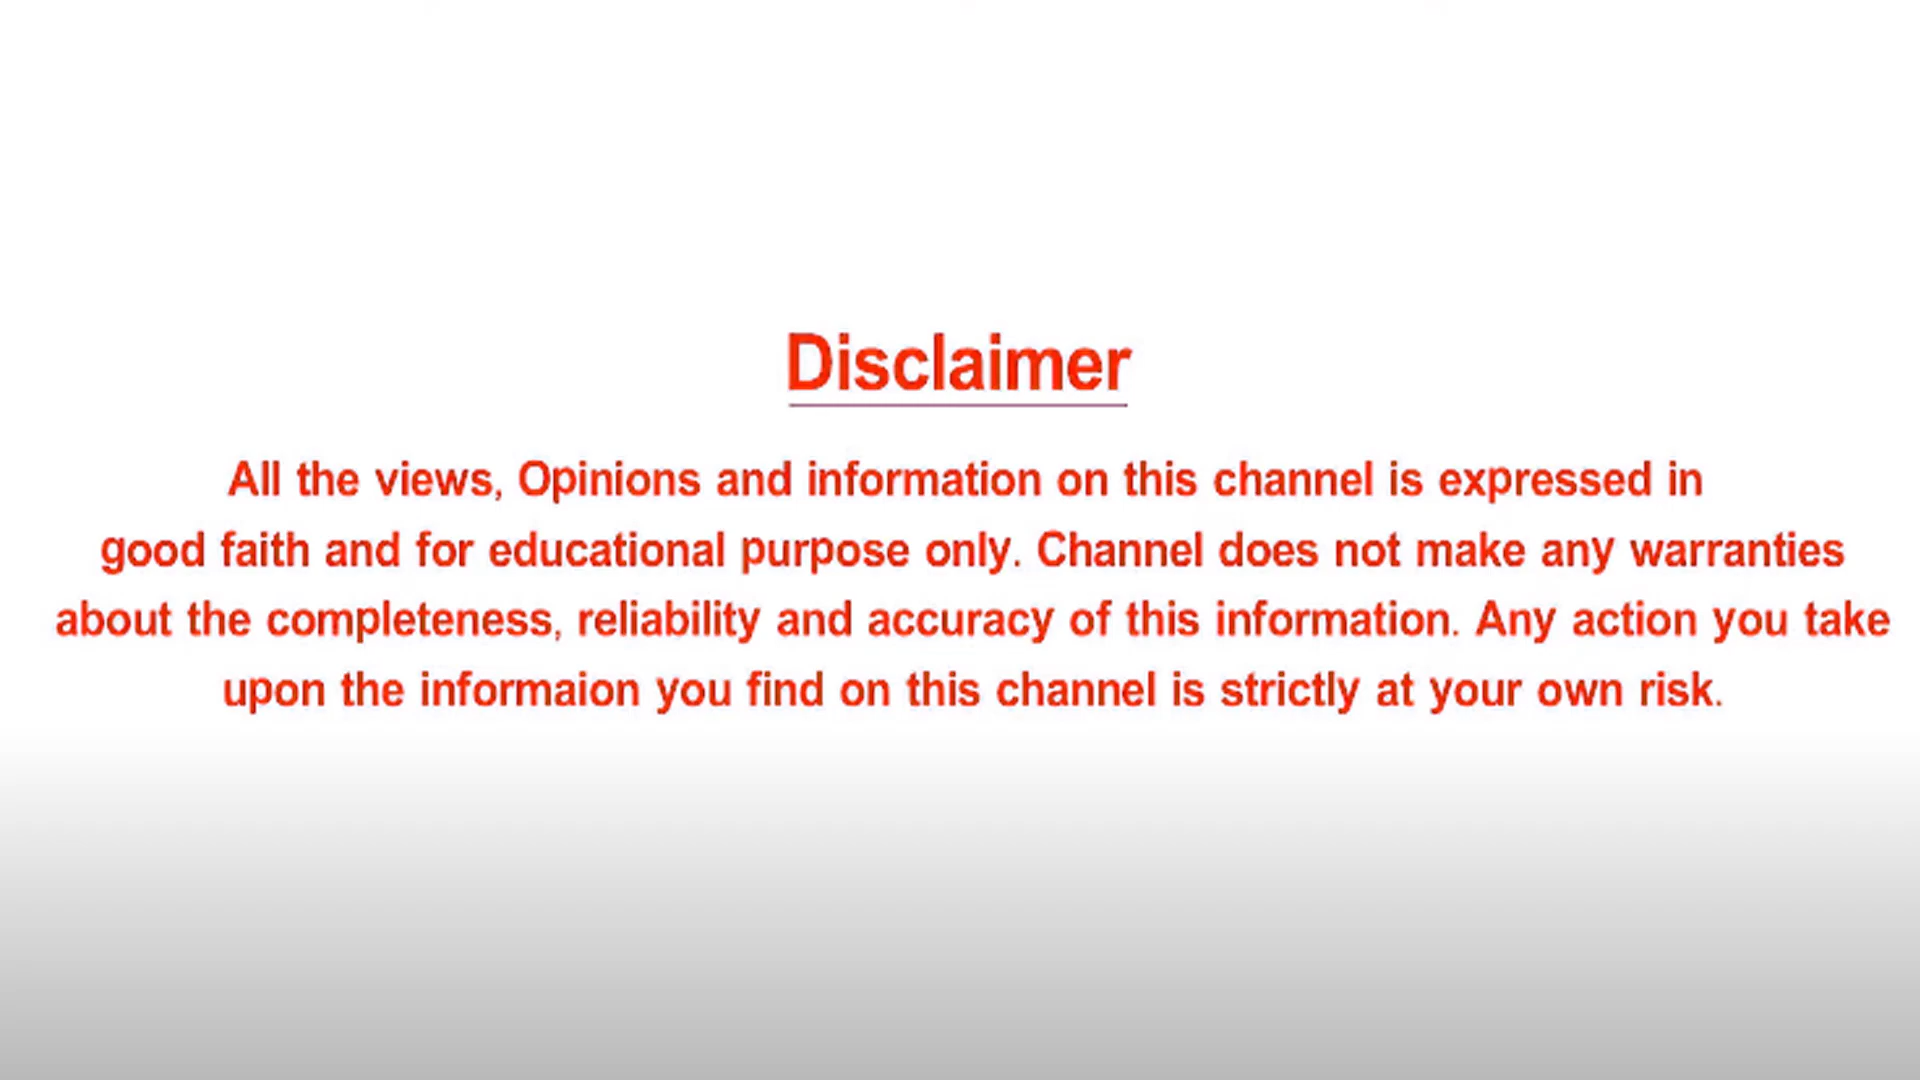 Disclaimer
All the views, Opinions and information on this channel is expressed in
good faith and for educational purpose only. Channel does not make any warranties
about the completeness, reliability and accuracy of this information. Any action you take
upon the informaion you find on this channel is strictly at your own risk.